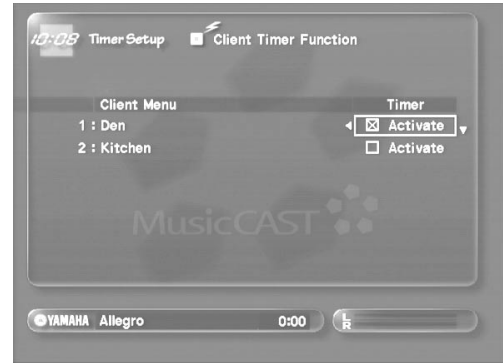 10:08 Timer Setup Client Timer Function
Client Menu Timer
1 : Den Activate
2 : Kitchen Activate
MusicCAST
YAMAHA Allegro 0:00 L
R